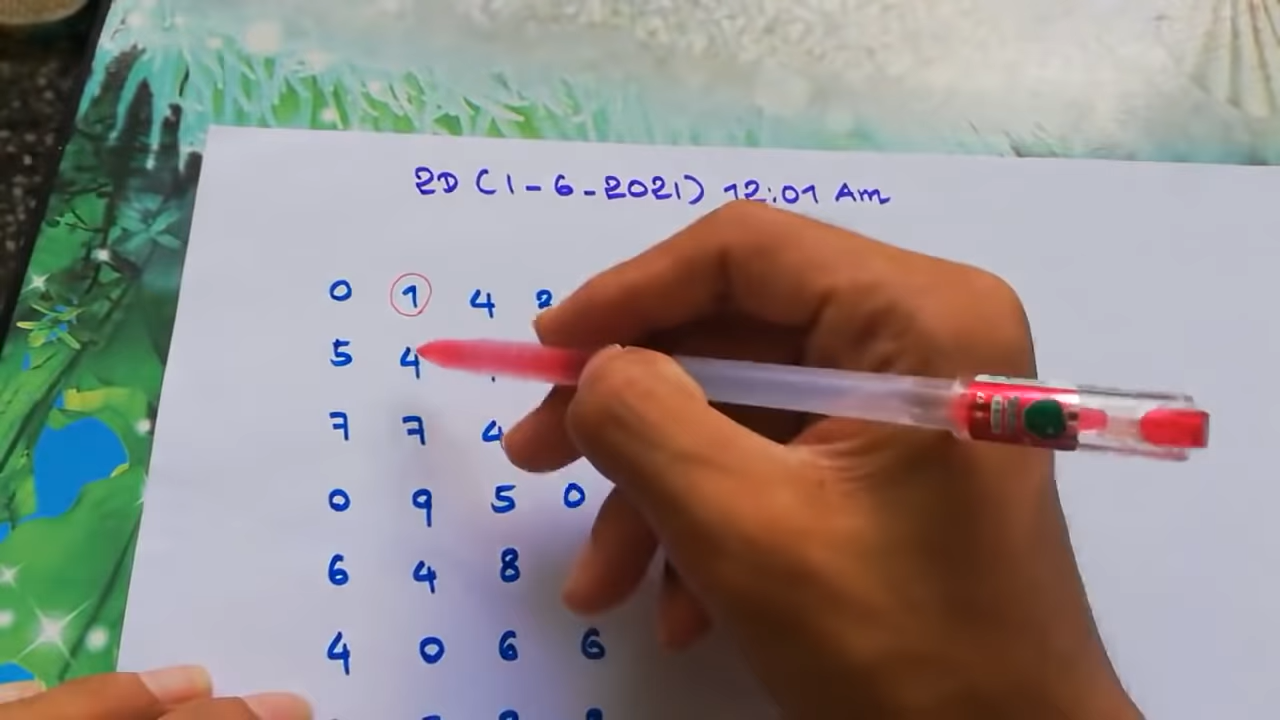 2D (1-6-2021) 12:01 Am
0 1 4 2
5 4
7 7 4
0 9 5 0
6 4 8
4 0 6 6